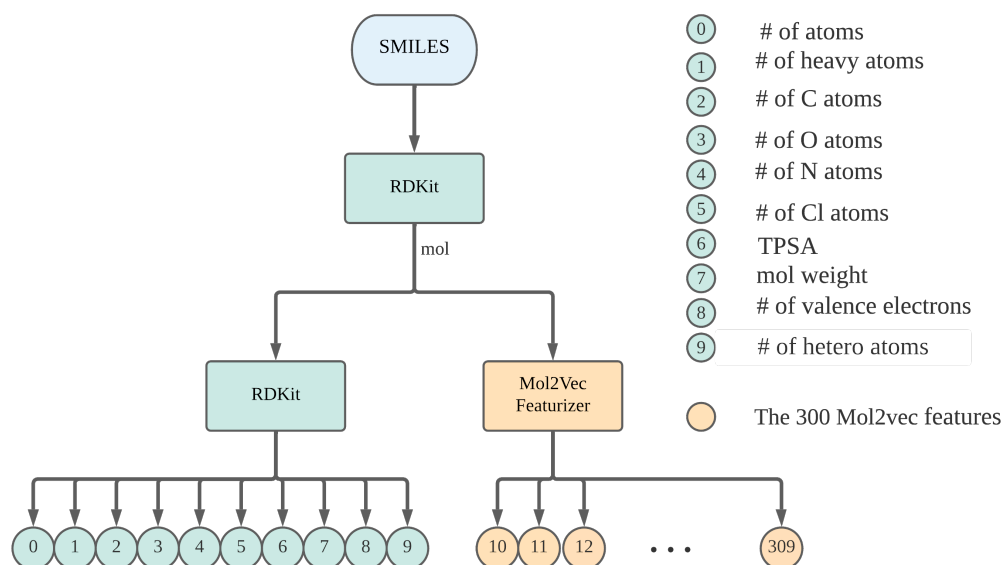 SMILES
RDKit
mol
RDKit
Mol2Vec
Featurizer
0 1 2 3 4 5 6 7 8 9
10 11 12 ... 309
0 # of atoms
1 # of heavy atoms
2 # of C atoms
3 # of O atoms
4 # of N atoms
5 # of Cl atoms
6 TPSA
7 mol weight
8 # of valence electrons
9 # of hetero atoms
The 300 Mol2vec features